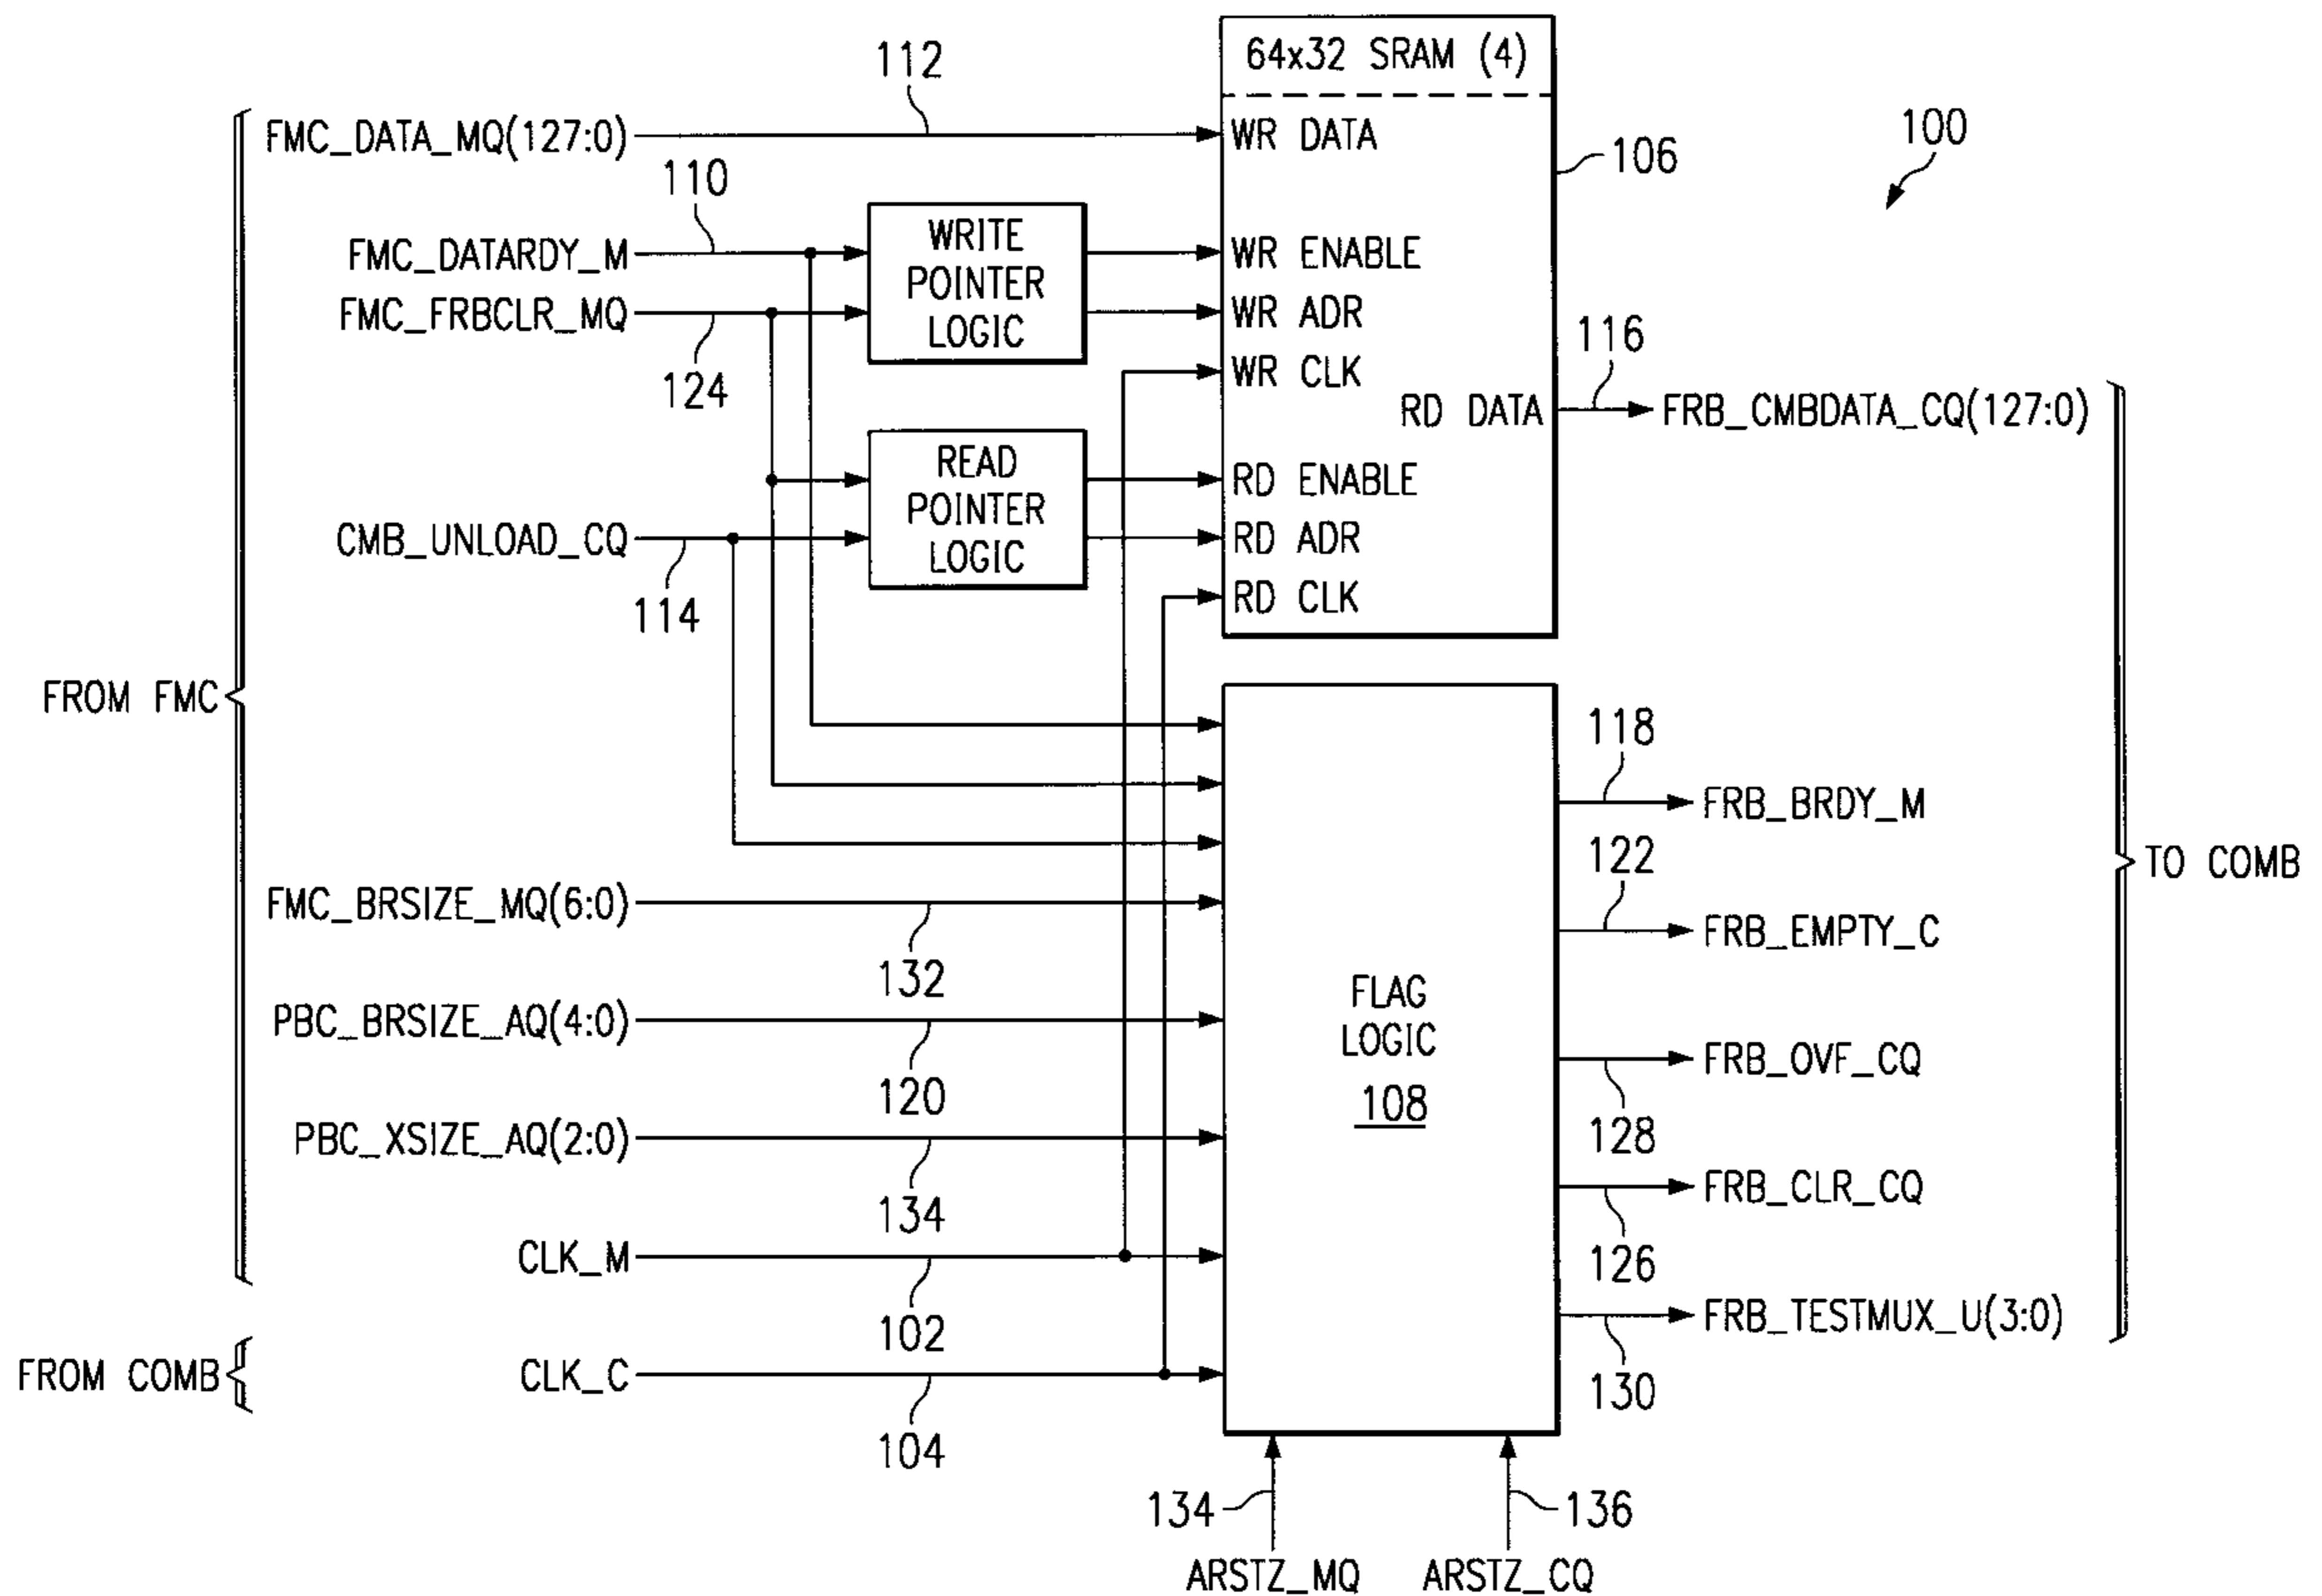 64x32 SRAM (4)
112
FMC_DATA_MQ(127:0)
WR DATA
100
106
110
FMC_DATARDY_M
WRITE
POINTER
LOGIC
WR ENABLE
FMC_FRBCLR_MQ
WR ADR
124
WR CLK
116
RD DATA
FRB_CMBDATA_CQ(127:0)
READ
POINTER
LOGIC
RD ENABLE
CMB_UNLOAD_CQ
RD ADR
114
RD CLK
FROM FMC
118
FRB_BRDY_M
122
TO COMB
FMC_BRSIZE_MQ(6:0)
FRB_EMPTY_C
132
PBC_BRSIZE_AQ(4:0)
FLAG
LOGIC
108
FRB_OVF_CQ
120
128
PBC_XSIZE_AQ(2:0)
FRB_CLR_CQ
134
126
CLK_M
FRB_TESTMUX_U(3:0)
102
130
FROM COMB
CLK_C
104
134
136
ARSTZ_MQ
ARSTZ_CQ